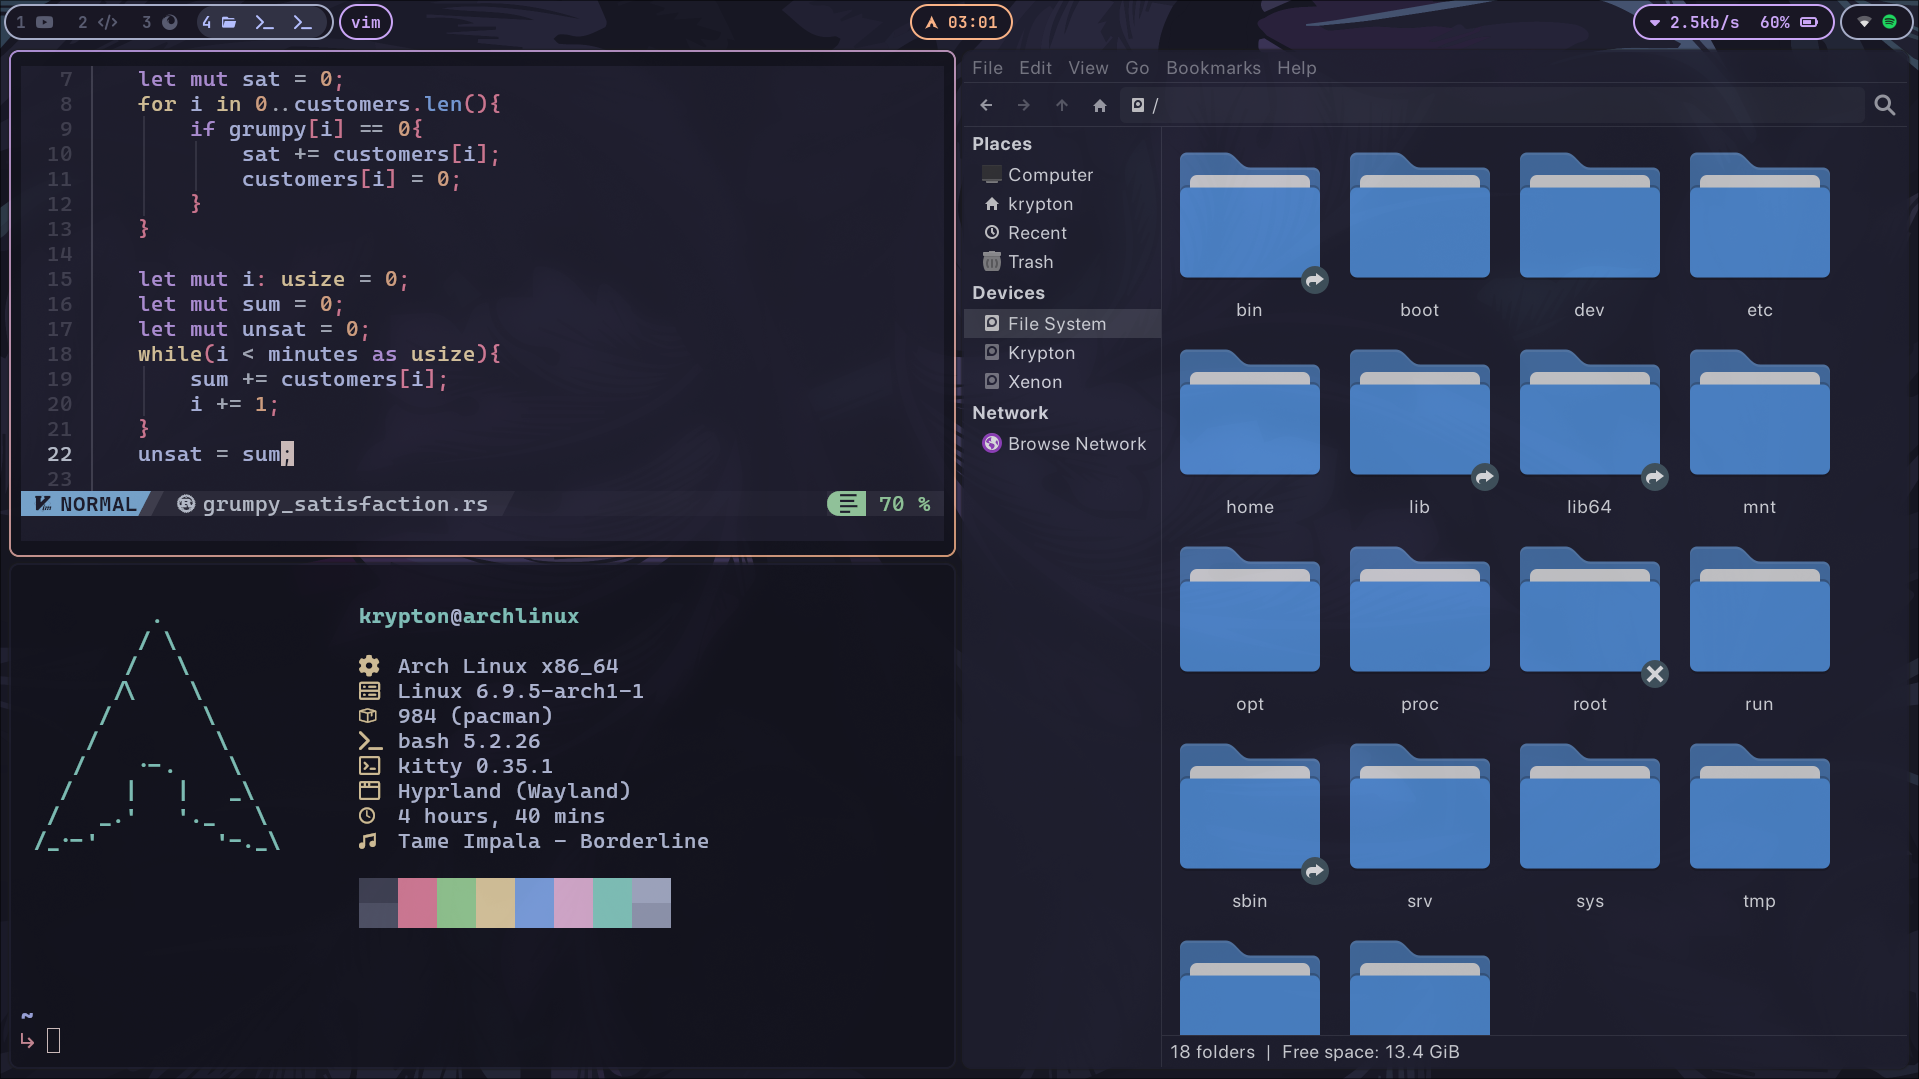 1 2 </> 3 4 vim
03:01
2.5kb/s 60%
7 let mut sat = 0;
8 for i in 0..customers.len(){
9 if grumpy[i] == 0{
10 sat += customers[i];
11 customers[i] = 0;
12 }
13 }
14
15 let mut i: usize = 0;
16 let mut sum = 0;
17 let mut unsat = 0;
18 while(i < minutes as usize){
19 sum += customers[i];
20 i += 1;
21 }
22 unsat = sum;
23
NORMAL grumpy_satisfaction.rs 70 %
krypton@archlinux
Arch Linux x86_64
Linux 6.9.5-arch1-1
984 (pacman)
bash 5.2.26
kitty 0.35.1
Hyprland (Wayland)
4 hours, 40 mins
Tame Impala - Borderline
~
File Edit View Go Bookmarks Help
/
Places
Computer
krypton
Recent
Trash
Devices
File System
Krypton
Xenon
Network
Browse Network
bin boot dev etc
home lib lib64 mnt
opt proc root run
sbin srv sys tmp
18 folders | Free space: 13.4 GiB